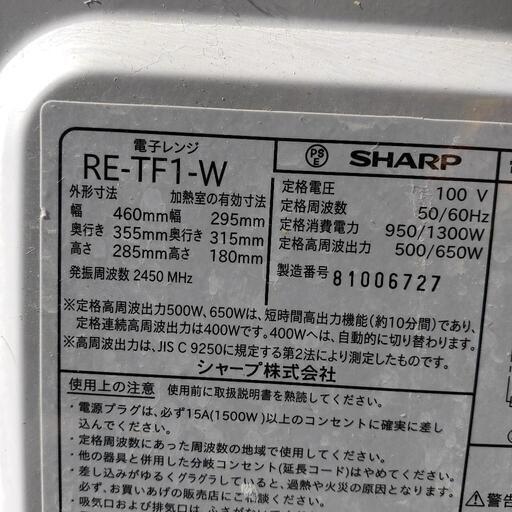 電子レンジ
RE-TF1-W
外形寸法 加熱室の有効寸法
幅 460mm 幅 295mm
奥行き 355mm 奥行き 315mm
高さ 285mm 高さ 180mm
発振周波数 2450 MHz
PS E SHARP
定格電圧 100 V
定格周波数 50/60Hz
定格消費電力 950/1300W
定格高周波出力 500/650W
製造番号 81006727
※定格高周波出力500W、650Wは、短時間高出力機能(約10分間)であり、
定格連続高周波出力は400Wです。400Wへは、自動的に切り替わります。
※高周波出力は、JIS C 9250に規定する第2法により測定したものです。
シャープ株式会社
使用上の注意 使用前に取扱説明書を熟読してください。
・電源プラグは、必ず15A(1500W)以上のコンセントに確実に差し
込んでください。
・定格周波数にあった周波数の地域で使用してください。
・他の器具と併用した分岐コンセント(延長コード)はやめてください。
・差し込みがゆるくグラグラしていると、過熱や火災の原因となります。
必ず、お買いあげの販売店にご相談ください。
・吸気口および排気口は、ふさがないでください
警告